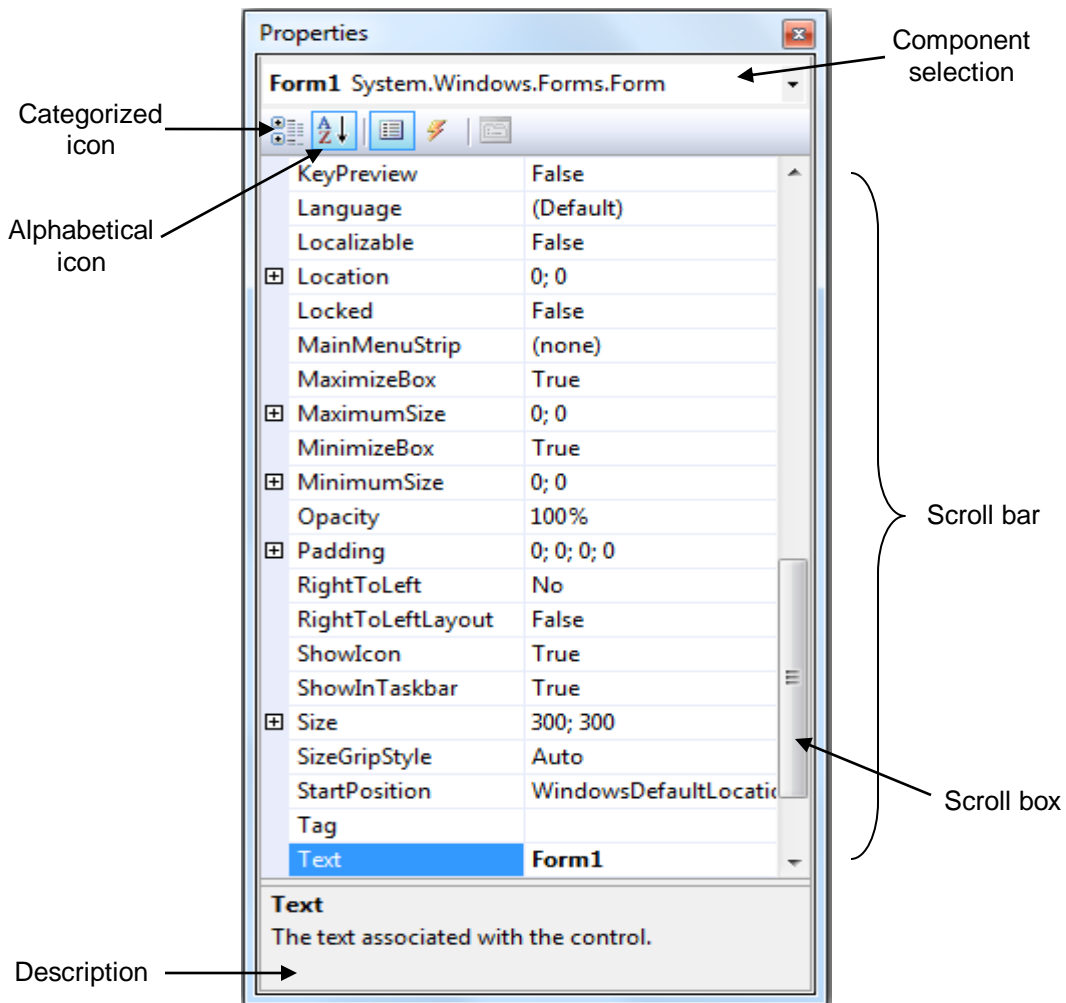 Properties
Component
selection
Form1 System.Windows.Forms.Form
Categorized
icon
Alphabetical
icon
KeyPreview False
Language (Default)
Localizable False
Location 0; 0
Locked False
MainMenuStrip (none)
MaximizeBox True
MaximumSize 0; 0
MinimizeBox True
MinimumSize 0; 0
Opacity 100%
Padding 0; 0; 0; 0
RightToLeft No
RightToLeftLayout False
ShowIcon True
ShowInTaskbar True
Size 300; 300
SizeGripStyle Auto
StartPosition WindowsDefaultLocatio
Tag
Text Form1
Scroll bar
Scroll box
Text
The text associated with the control.
Description